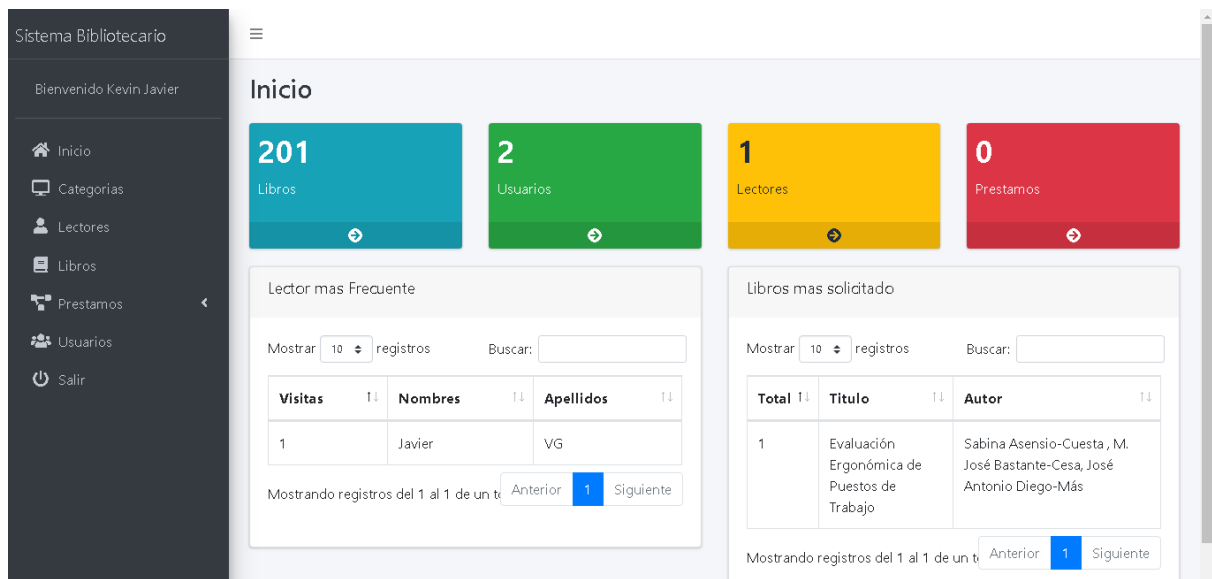 Sistema Bibliotecario
Bienvenido Kevin Javier
Inicio
Categorias
Lectores
Libros
Prestamos
Usuarios
Salir
Inicio
201
Libros
2
Usuarios
1
Lectores
0
Prestamos
Lector mas Frecuente
Mostrar 10 registros Buscar:
Visitas Nombres Apellidos
1 Javier VG
Mostrando registros del 1 al 1 de un
Anterior 1 Siguiente
Libros mas solicitado
Mostrar 10 registros Buscar:
Total Titulo Autor
1 Evaluación Sabina Asensio-Cuesta , M.
Ergonómica de José Bastante-Cesa, José
Puestos de Antonio Diego-Más
Trabajo
Mostrando registros del 1 al 1 de un
Anterior 1 Siguiente